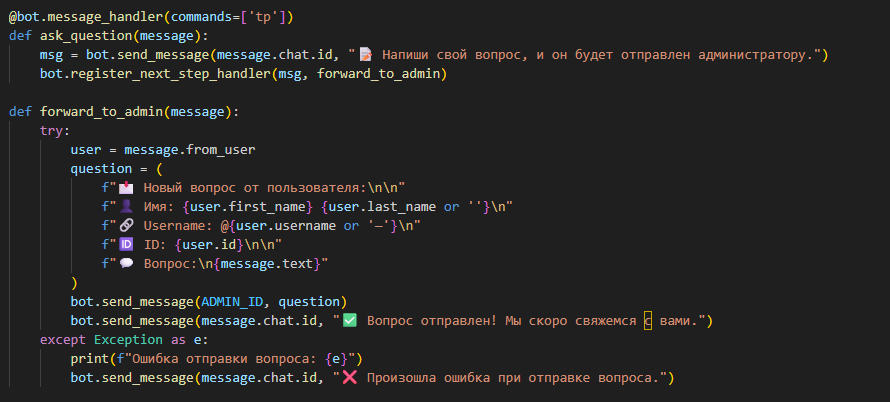 @bot.message_handler(commands=['tp'])
def ask_question(message):
    msg = bot.send_message(message.chat.id, "📝 Напиши свой вопрос, и он будет отправлен администратору.")
    bot.register_next_step_handler(msg, forward_to_admin)

def forward_to_admin(message):
    try:
        user = message.from_user
        question = (
            f"📩 Новый вопрос от пользователя:\n\n"
            f"👤 Имя: {user.first_name} {user.last_name or ''}\n"
            f"🔗 Username: @{user.username or '—'}\n"
            f"🆔 ID: {user.id}\n\n"
            f"💬 Вопрос:\n{message.text}"
        )
        bot.send_message(ADMIN_ID, question)
        bot.send_message(message.chat.id, "✅ Вопрос отправлен! Мы скоро свяжемся с вами.")
    except Exception as e:
        print(f"Ошибка отправки вопроса: {e}")
        bot.send_message(message.chat.id, "❌ Произошла ошибка при отправке вопроса.")